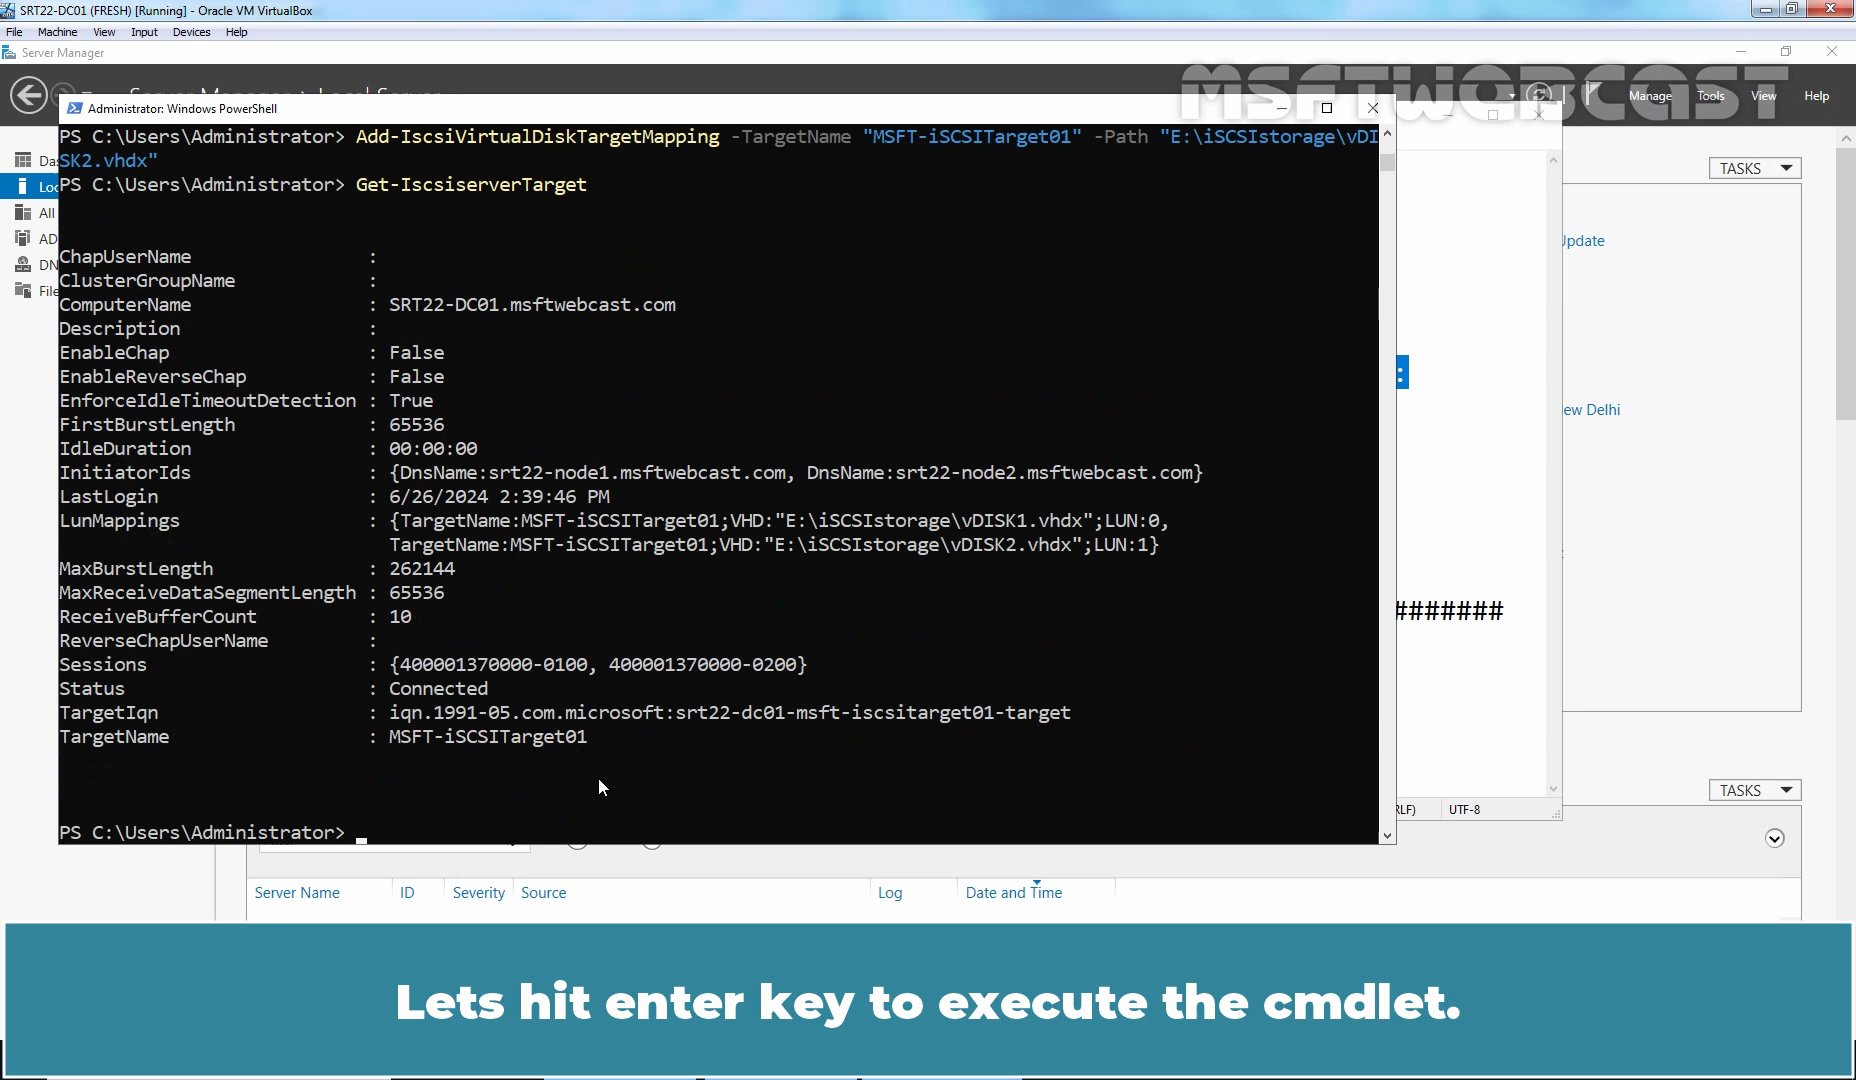 SRT22-DC01 (FRESH) [Running] - Oracle VM VirtualBox
File Machine View Input Devices Help
Server Manager
MSFTWEBCAST
Manage Tools View Help
Administrator: Windows PowerShell
PS C:\Users\Administrator> Add-IscsiVirtualDiskTargetMapping -TargetName "MSFT-iSCSITarget01" -Path "E:\iSCSIstorage\vDI
SK2.vhdx"
PS C:\Users\Administrator> Get-IscsiserverTarget
ChapUserName :
ClusterGroupName :
ComputerName : SRT22-DC01.msftwebcast.com
Description :
EnableChap : False
EnableReverseChap : False
EnforceIdleTimeoutDetection : True
FirstBurstLength : 65536
IdleDuration : 00:00:00
InitiatorIds : {DnsName:srt22-node1.msftwebcast.com, DnsName:srt22-node2.msftwebcast.com}
LastLogin : 6/26/2024 2:39:46 PM
LunMappings : {TargetName:MSFT-iSCSITarget01;VHD:"E:\iSCSIstorage\vDISK1.vhdx";LUN:0,
TargetName:MSFT-iSCSITarget01;VHD:"E:\iSCSIstorage\vDISK2.vhdx";LUN:1}
MaxBurstLength : 262144
MaxReceiveDataSegmentLength : 65536
ReceiveBufferCount : 10
ReverseChapUserName :
Sessions : {400001370000-0100, 400001370000-0200}
Status : Connected
TargetIqn : iqn.1991-05.com.microsoft:srt22-dc01-msft-iscsitarget01-target
TargetName : MSFT-iSCSITarget01
PS C:\Users\Administrator>
Das
Loc
All
AD
DN
File
TASKS
Update
:
ew Delhi
#######
RLF) UTF-8
TASKS
Server Name ID Severity Source Log Date and Time
Lets hit enter key to execute the cmdlet.